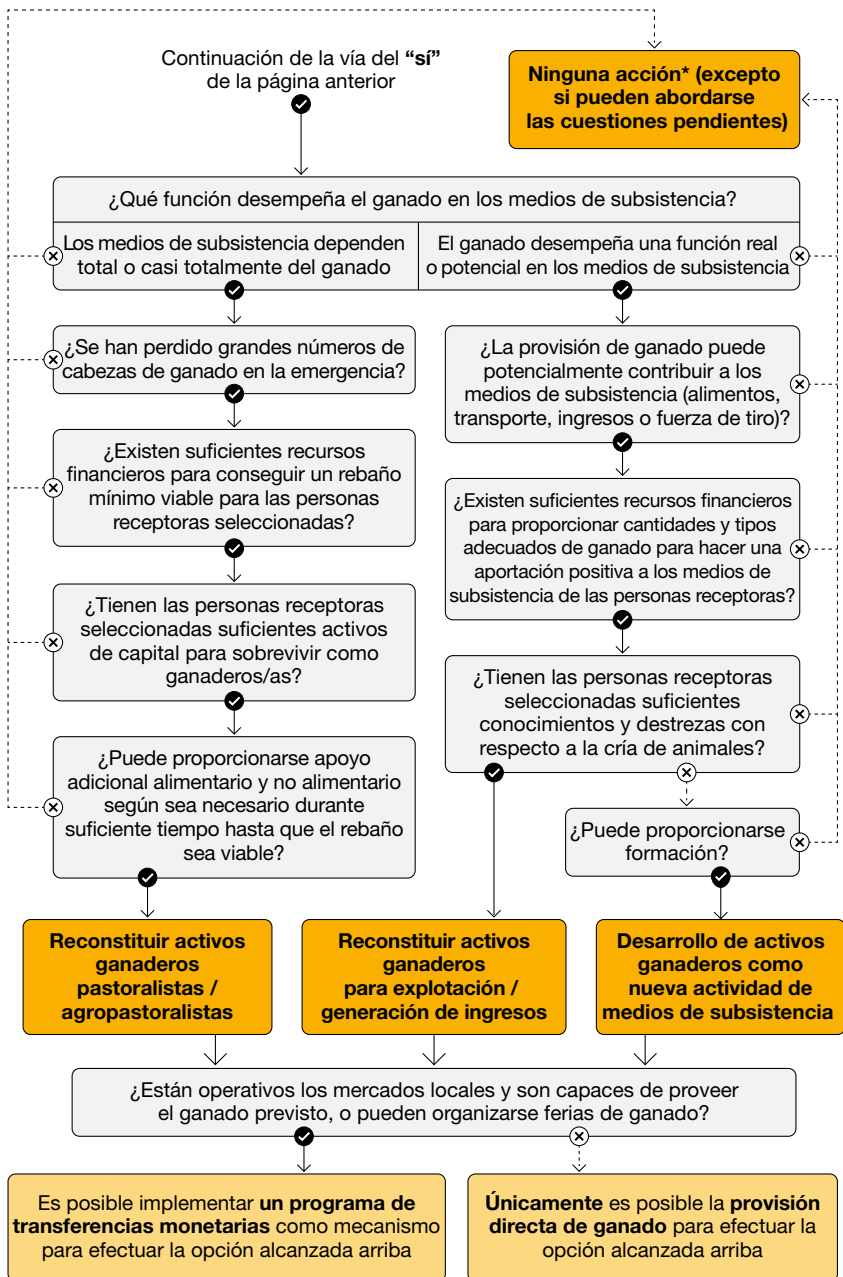 Continuación de la vía del “sí”
de la página anterior
Ninguna acción* (excepto
si pueden abordarse
las cuestiones pendientes)
¿Qué función desempeña el ganado en los medios de subsistencia?
Los medios de subsistencia dependen
total o casi totalmente del ganado
El ganado desempeña una función real
o potencial en los medios de subsistencia
¿Se han perdido grandes números de
cabezas de ganado en la emergencia?
¿La provisión de ganado puede
potencialmente contribuir a los
medios de subsistencia (alimentos,
transporte, ingresos o fuerza de tiro)?
¿Existen suficientes recursos
financieros para conseguir un rebaño
mínimo viable para las personas
receptoras seleccionadas?
¿Existen suficientes recursos financieros
para proporcionar cantidades y tipos
adecuados de ganado para hacer una
aportación positiva a los medios de
subsistencia de las personas receptoras?
¿Tienen las personas receptoras
seleccionadas suficientes activos
de capital para sobrevivir como
ganaderos/as?
¿Tienen las personas receptoras
seleccionadas suficientes
conocimientos y destrezas con
respecto a la cría de animales?
¿Puede proporcionarse apoyo
adicional alimentario y no alimentario
según sea necesario durante
suficiente tiempo hasta que el rebaño
sea viable?
¿Puede proporcionarse
formación?
Reconstituir activos
ganaderos
pastoralistas /
agropastoralistas
Reconstituir activos
ganaderos
para explotación /
generación de ingresos
Desarrollo de activos
ganaderos como
nueva actividad de
medios de subsistencia
¿Están operativos los mercados locales y son capaces de proveer
el ganado previsto, o pueden organizarse ferias de ganado?
Es posible implementar un programa de
transferencias monetarias como mecanismo
para efectuar la opción alcanzada arriba
Únicamente es posible la provisión
directa de ganado para efectuar la
opción alcanzada arriba